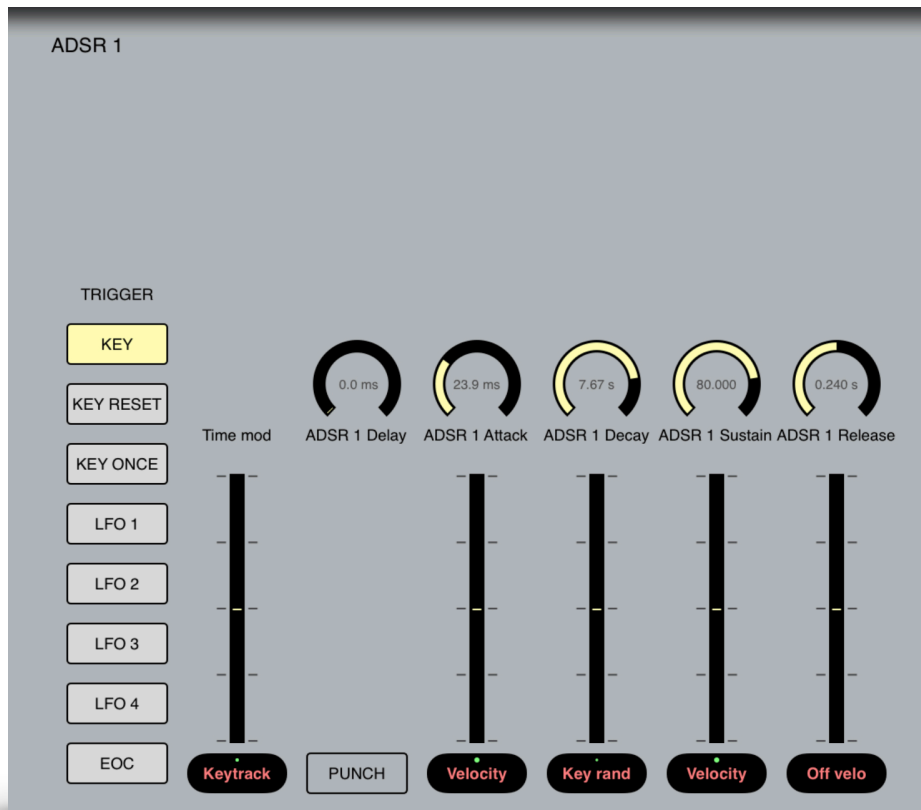 ADSR 1
TRIGGER
KEY
KEY RESET
KEY ONCE
LFO 1
LFO 2
LFO 3
LFO 4
EOC
0.0 ms 23.9 ms 7.67 s 80.000 0.240 s
Time mod ADSR 1 Delay ADSR 1 Attack ADSR 1 Decay ADSR 1 Sustain ADSR 1 Release
Keytrack PUNCH Velocity Key rand Velocity Off velo